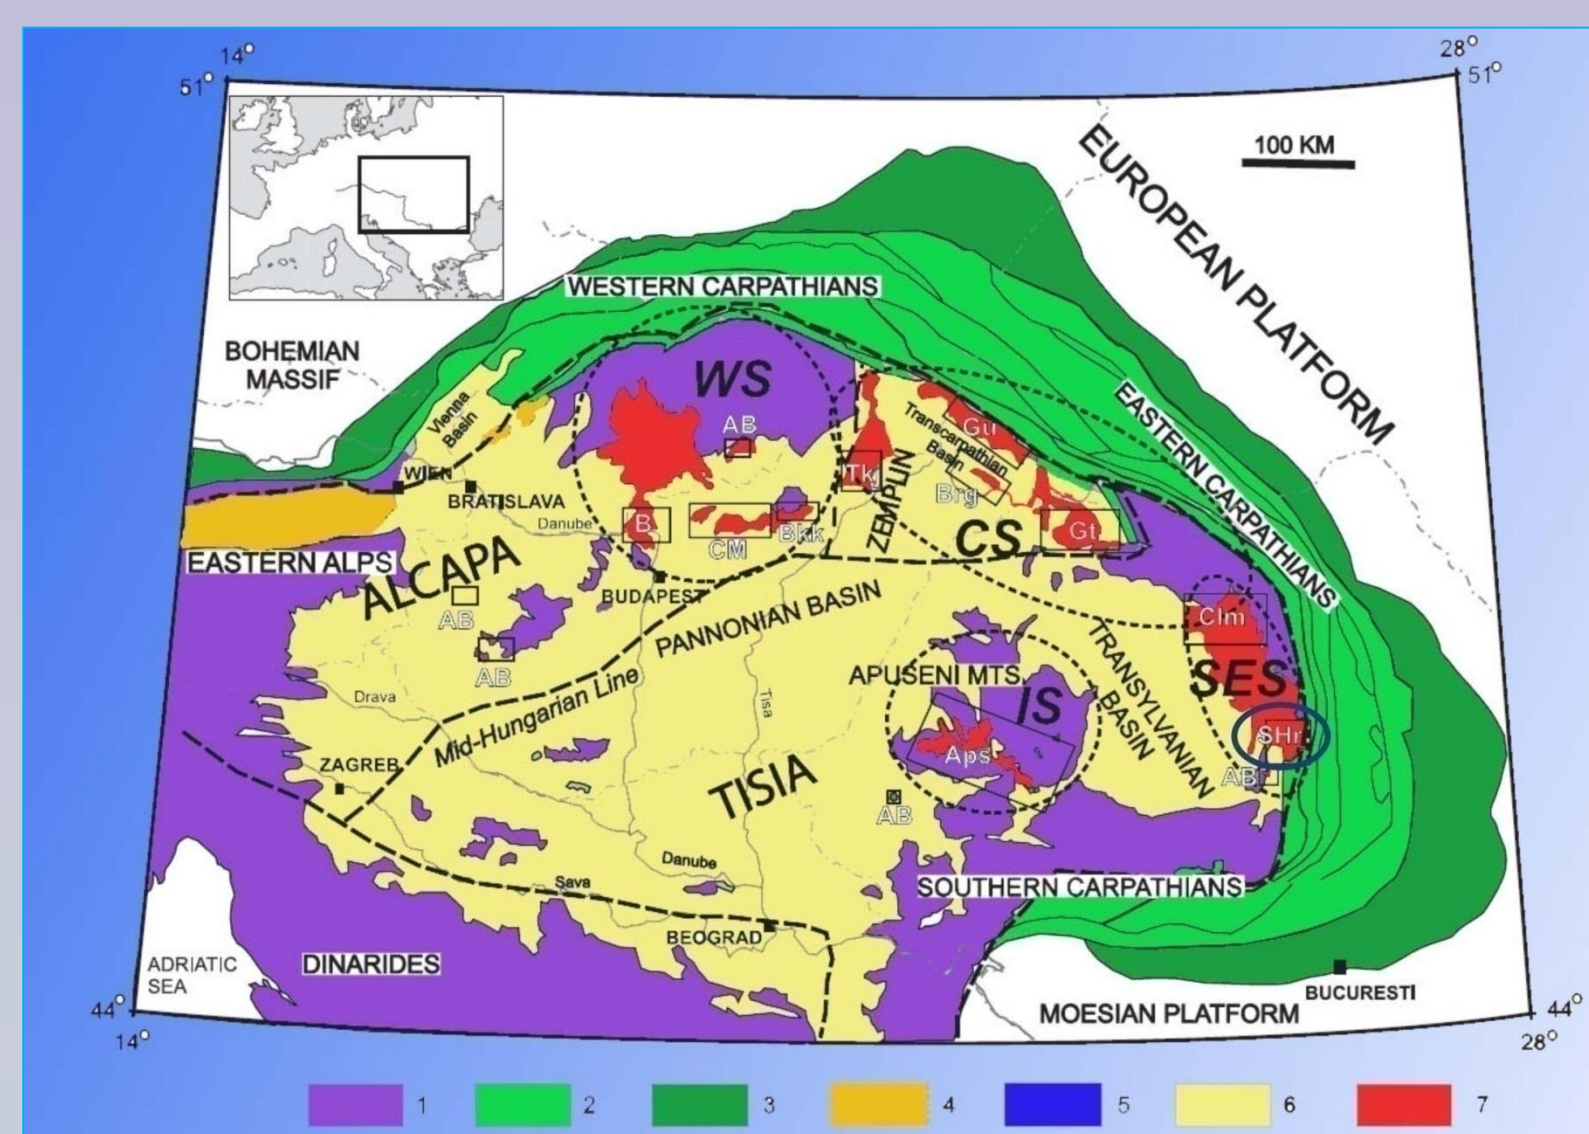 14°
28°
51°
51°
100 KM
EUROPEAN PLATFORM
WESTERN CARPATHIANS
BOHEMIAN
MASSIF
WS
EASTERN CARPATHIANS
Vienna
Basin
AB
Transcarpathian
Basin
Gu
WIEN
BRATISLAVA
Tkj
ZEMPLIN
Brg
Danube
B
CM
Bkk
CS
Gt
EASTERN ALPS
ALCAPA
BUDAPEST
AB
PANNONIAN BASIN
Clm
AB
APUSENI MTS.
TRANSYLVANIAN
BASIN
SES
Drava
Mid-Hungarian Line
Tisa
IS
SHr
ZAGREB
Aps
AB
TISIA
AB
Danube
Sava
SOUTHERN CARPATHIANS
BEOGRAD
ADRIATIC
SEA
DINARIDES
BUCURESTI
MOESIAN PLATFORM
44°
44°
14°
28°
1 2 3 4 5 6 7